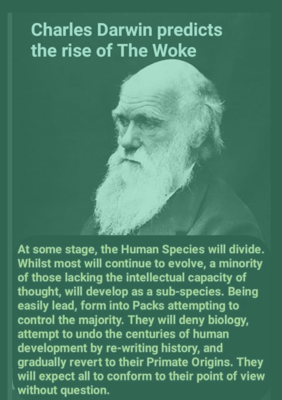 Charles Darwin predicts
the rise of The Woke
At some stage, the Human Species will divide.
Whilst most will continue to evolve, a minority
of those lacking the intellectual capacity of
thought, will develop as a sub-species. Being
easily lead, form into Packs attempting to
control the majority. They will deny biology,
attempt to undo the centuries of human
development by re-writing history, and
gradually revert to their Primate Origins. They
will expect all to conform to their point of view
without question.